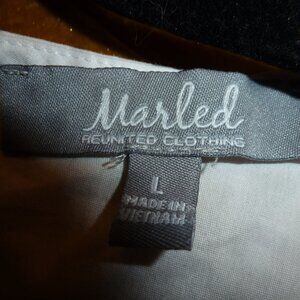 Marled
REUNITED CLOTHING
L
MADE IN
VIETNAM